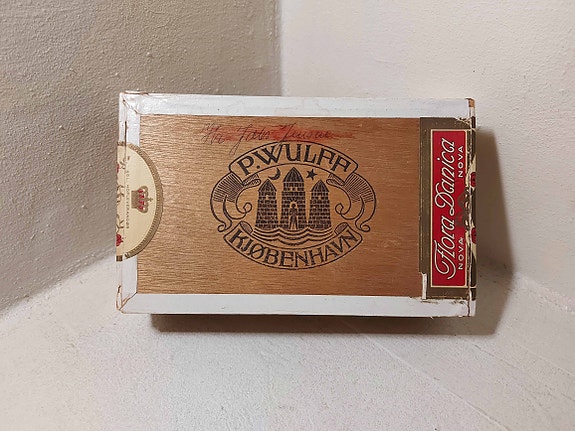 P. WULFF
KJØBENHAVN
Flora Danica
NOVA
NOVA